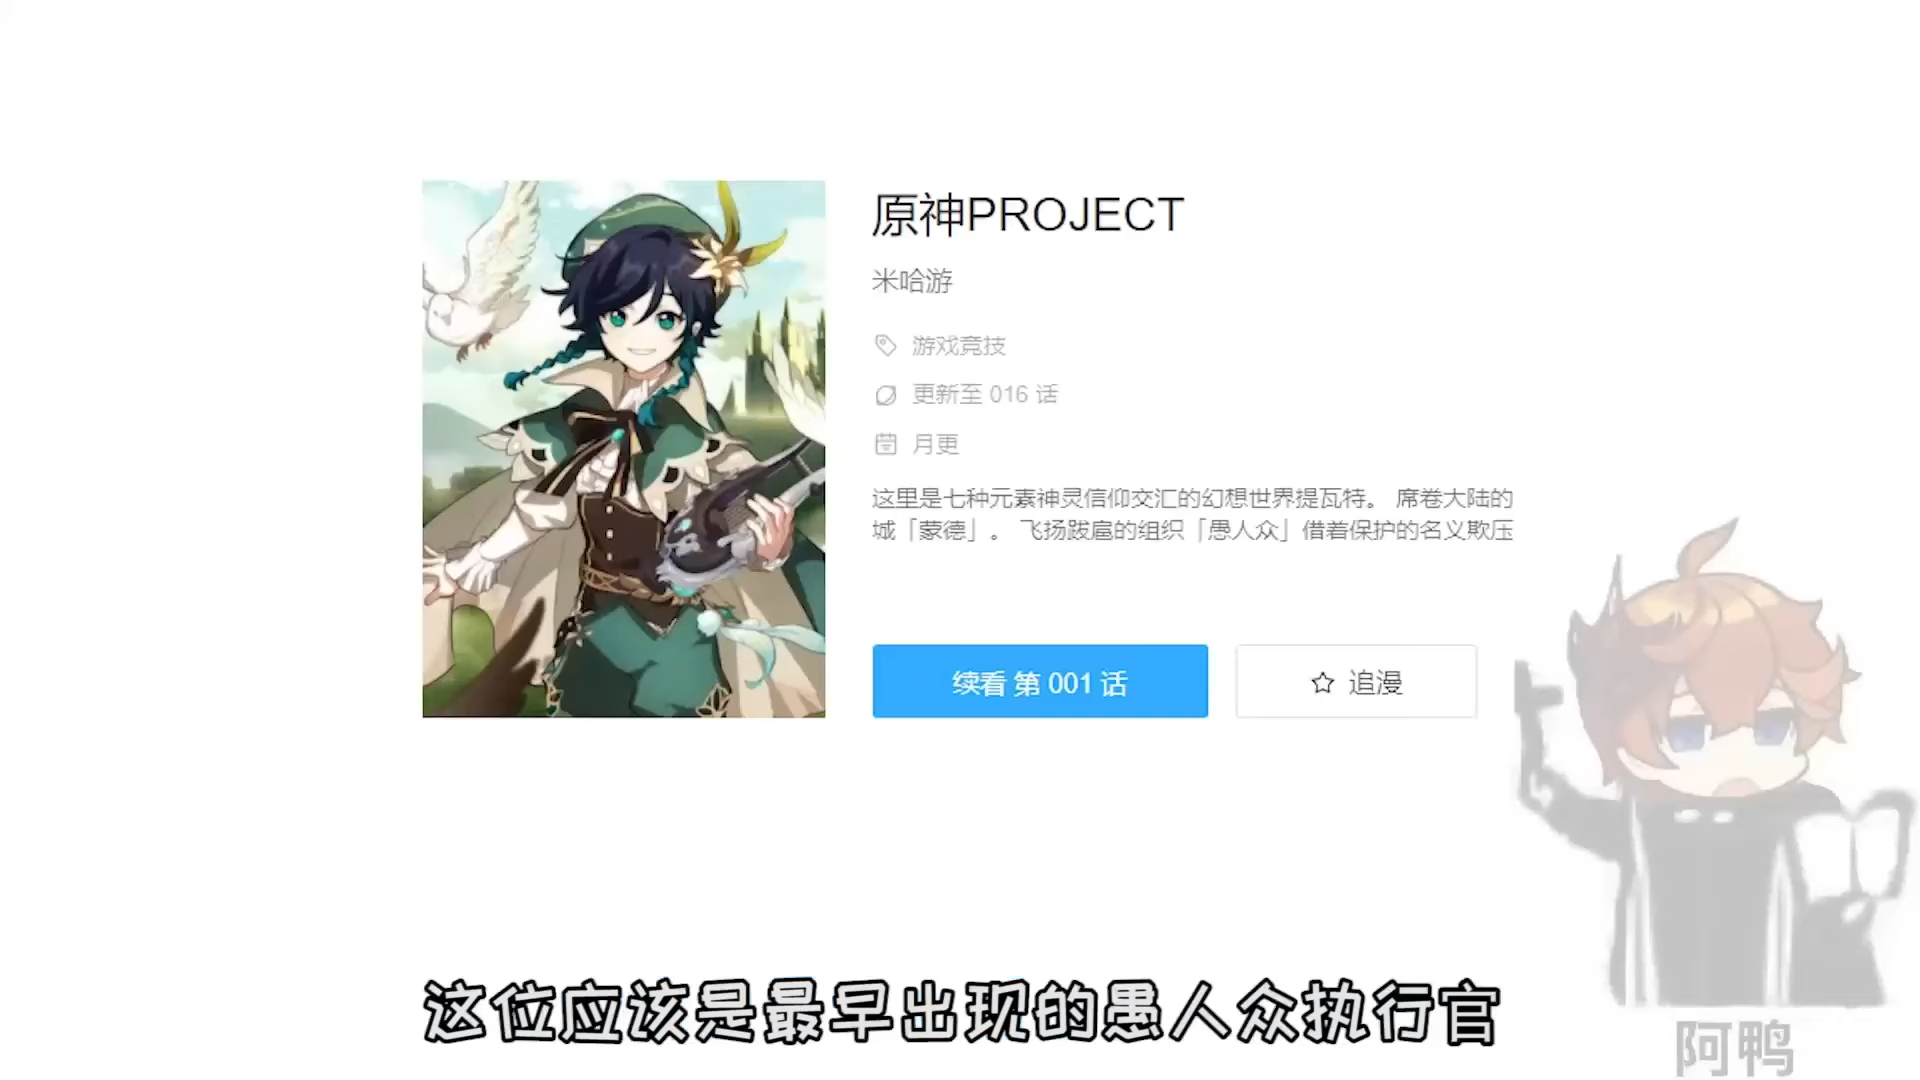 原神PROJECT
米哈游
游戏竞技
更新至 016 话
月更
这里是七种元素神灵信仰交汇的幻想世界提瓦特。 席卷大陆的
城「蒙德」。 飞扬跋扈的组织「愚人众」借着保护的名义欺压
续看 第 001 话
追漫
这位应该是最早出现的愚人众执行官
阿鸭